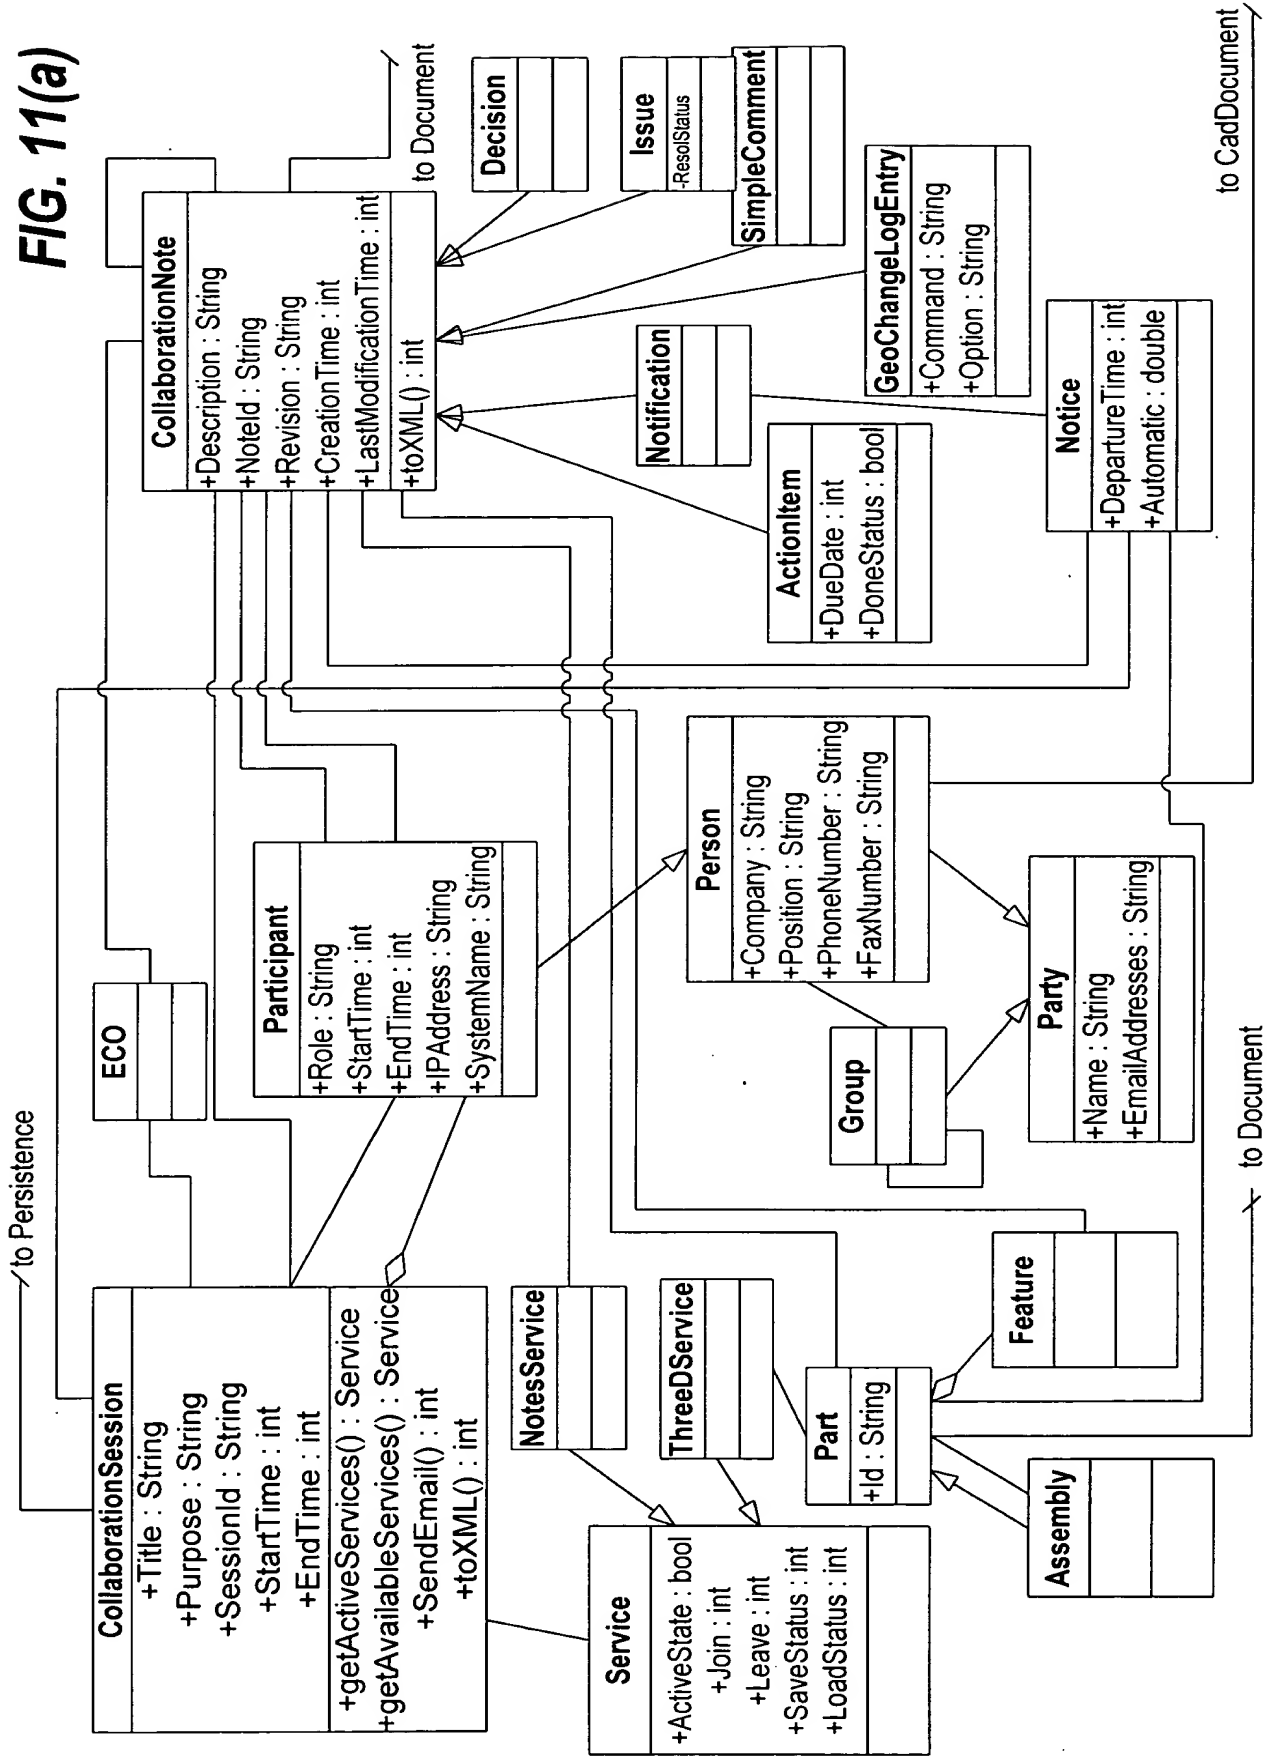 FIG. 11(a)
to Persistence
CollaborationSession
+Title : String
+Purpose : String
+SessionId : String
+StartTime : int
+EndTime : int
+getActiveServices() : Service
+getAvailableServices() : Service
+SendEmail() : int
+toXML() : int
ECO
CollaborationNote
+Description : String
+NoteId : String
+Revision : String
+CreationTime : int
+LastModificationTime : int
+toXML() : int
to Document
Participant
+Role : String
+StartTime : int
+EndTime : int
+IPAddress : String
+SystemName : String
Decision
Issue
-ResolStatus
SimpleComment
GeoChangeLogEntry
+Command : String
+Option : String
Notification
ActionItem
+DueDate : int
+DoneStatus : bool
Notice
+DepartureTime : int
+Automatic : double
NotesService
ThreeDService
Service
+ActiveState : bool
+Join : int
+Leave : int
+SaveStatus : int
+LoadStatus : int
Person
+Company : String
+Position : String
+PhoneNumber : String
+FaxNumber : String
Group
Party
+Name : String
+EmailAddresses : String
Part
+Id : String
Feature
Assembly
to Document
to CadDocument